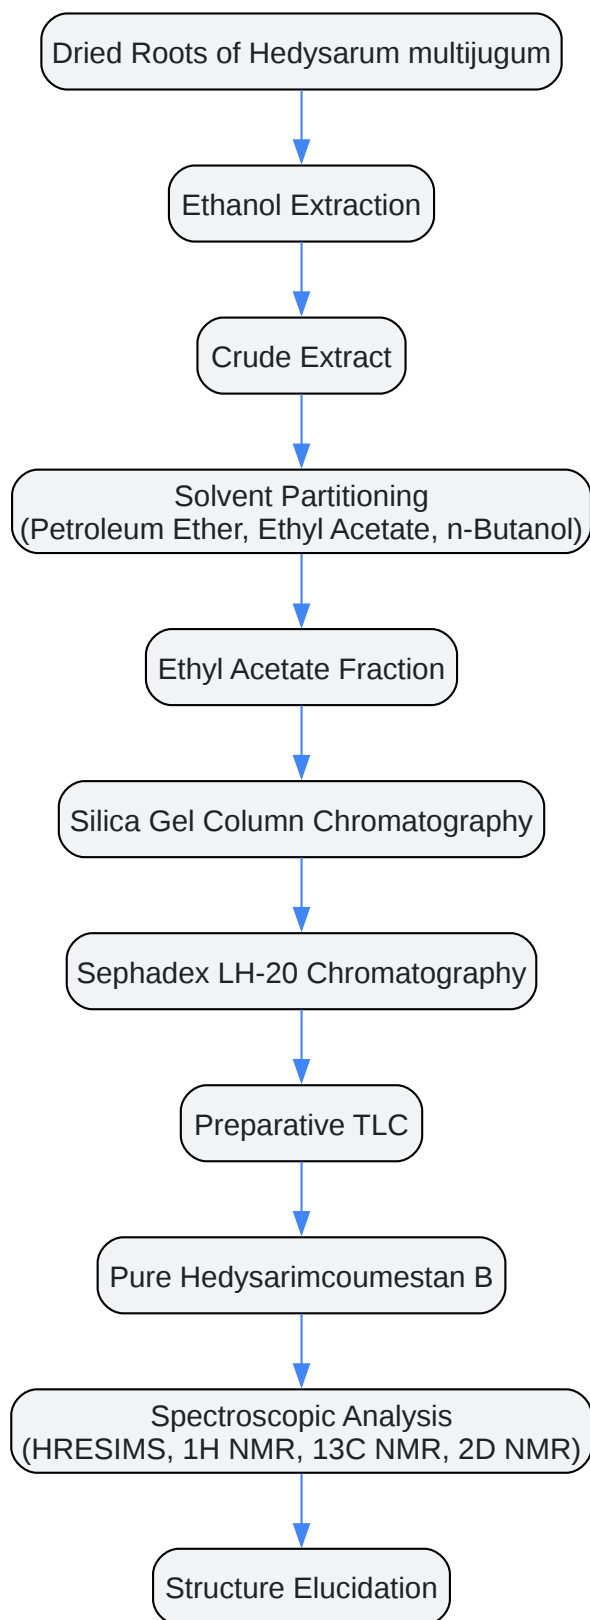 Dried Roots of Hedysarum multijugum
Ethanol Extraction
Crude Extract
Solvent Partitioning
(Petroleum Ether, Ethyl Acetate, n-Butanol)
Ethyl Acetate Fraction
Silica Gel Column Chromatography
Sephadex LH-20 Chromatography
Preparative TLC
Pure Hedysarimcoumestan B
Spectroscopic Analysis
(HRESIMS, 1H NMR, 13C NMR, 2D NMR)
Structure Elucidation